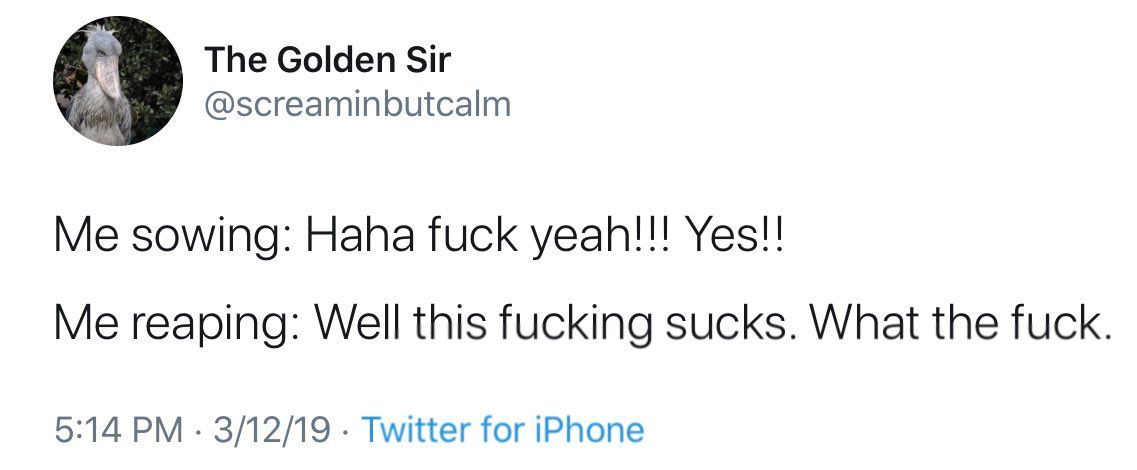 The Golden Sir
@screaminbutcalm
Me sowing: Haha fuck yeah!!! Yes!!
Me reaping: Well this fucking sucks. What the fuck.
5:14 PM · 3/12/19 · Twitter for iPhone